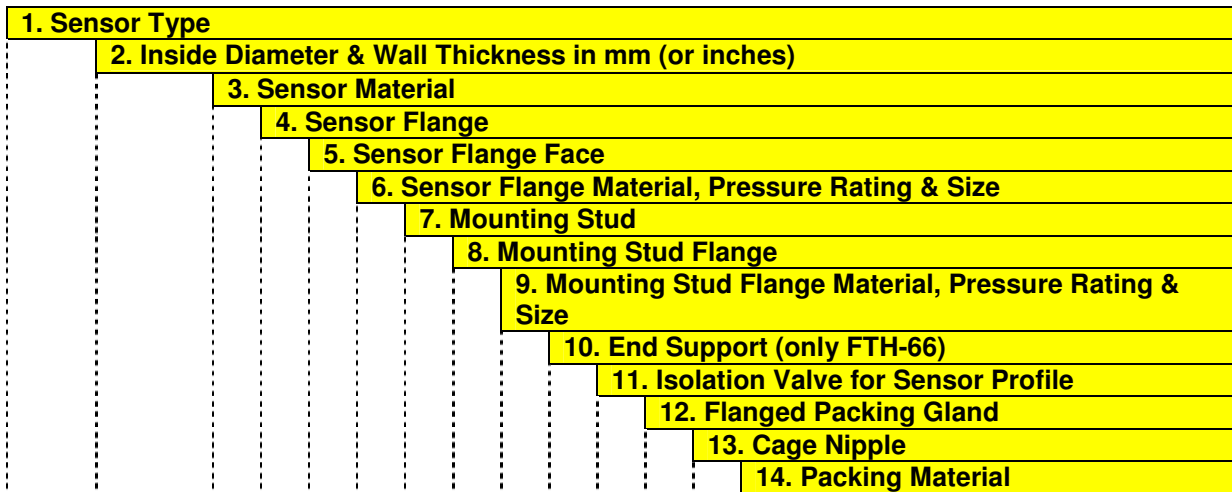 1. Sensor Type
2. Inside Diameter & Wall Thickness in mm (or inches)
3. Sensor Material
4. Sensor Flange
5. Sensor Flange Face
6. Sensor Flange Material, Pressure Rating & Size
7. Mounting Stud
8. Mounting Stud Flange
9. Mounting Stud Flange Material, Pressure Rating &
Size
10. End Support (only FTH-66)
11. Isolation Valve for Sensor Profile
12. Flanged Packing Gland
13. Cage Nipple
14. Packing Material